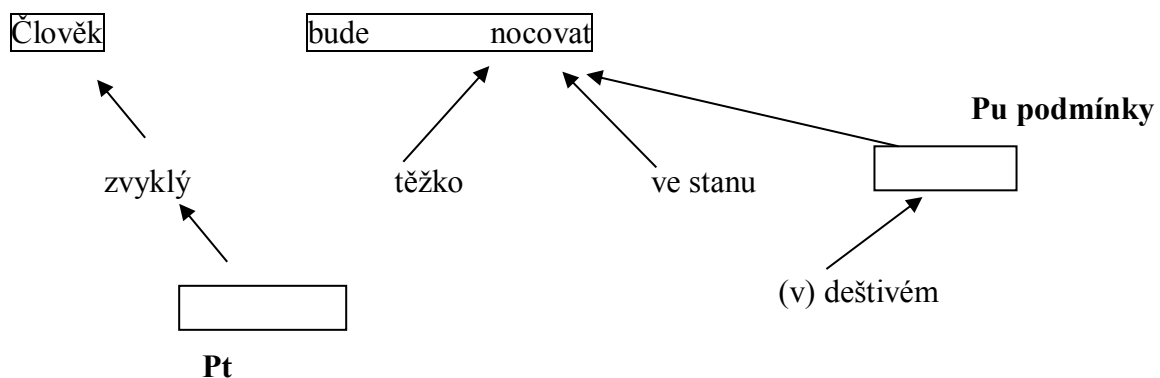 Člověk bude nocovat
Pu podmínky
zvyklý těžko ve stanu
(v) deštivém
Pt